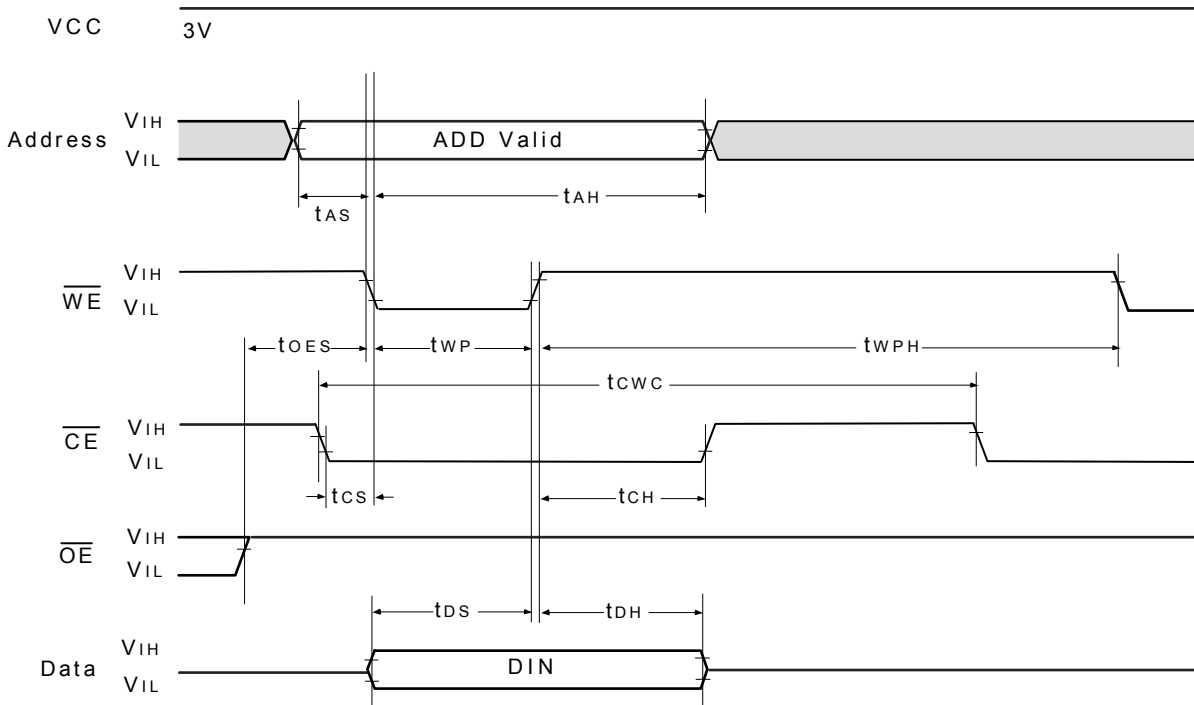 VCC 3V
Address VIH ADD Valid
VIL
tAS tAH
WE VIH
VIL
tOES tWP tWPH
tCWC
CE VIH
VIL
tCS tCH
OE VIH
VIL
tDS tDH
Data VIH DIN
VIL